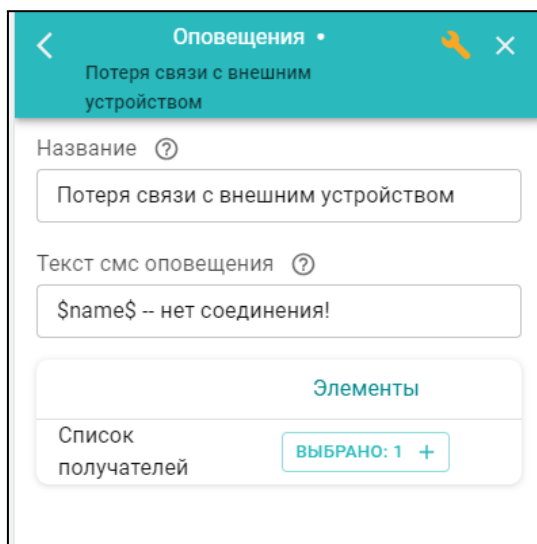 Оповещения •
Потеря связи с внешним
устройством
Название
Потеря связи с внешним устройством
Текст смс оповещения
$name$ -- нет соединения!
Элементы
Список
получателей
ВЫБРАНО: 1 +